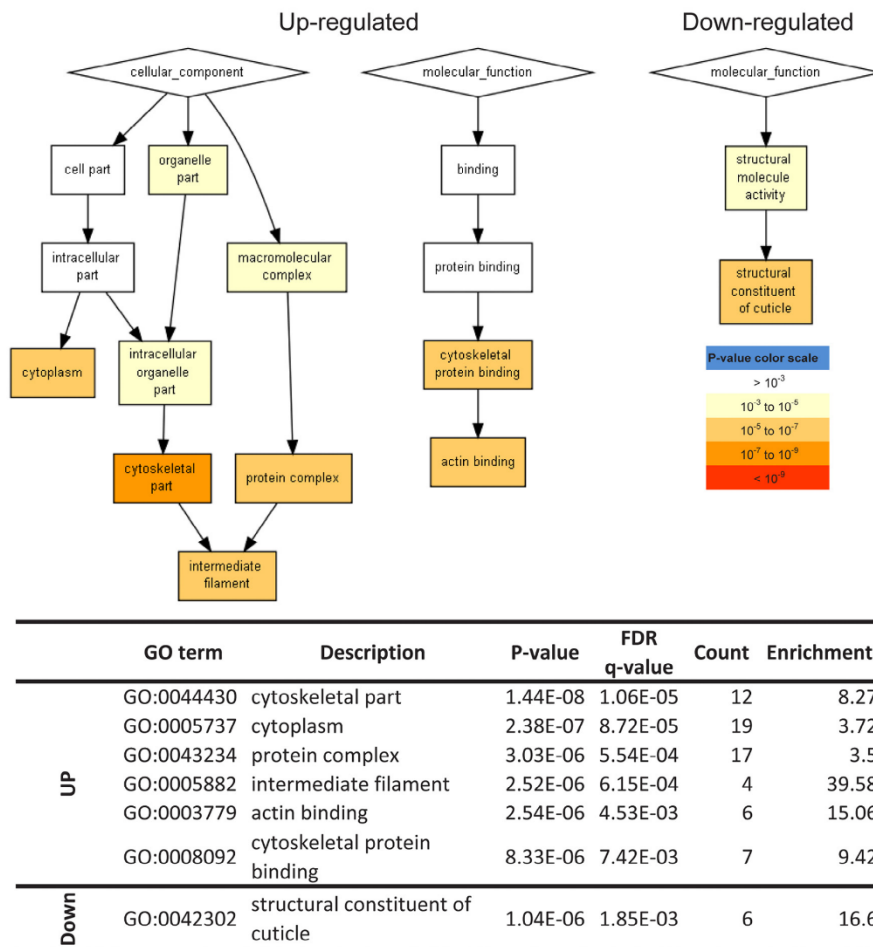 Up-regulated
Down-regulated
cellular_component
molecular_function
molecular_function
cell part
organelle
part
binding
structural
molecule
activity
intracellular
part
macromolecular
complex
protein binding
structural
constituent
of cuticle
cytoplasm
intracellular
organelle
part
cytoskeletal
protein binding
P-value color scale
> 10⁻³
10⁻³ to 10⁻⁵
10⁻⁵ to 10⁻⁷
10⁻⁷ to 10⁻⁹
< 10⁻⁹
cytoskeletal
part
protein complex
actin binding
intermediate
filament
GO term Description P-value FDR q-value Count Enrichment
UP
GO:0044430 cytoskeletal part 1.44E-08 1.06E-05 12 8.27
GO:0005737 cytoplasm 2.38E-07 8.72E-05 19 3.72
GO:0043234 protein complex 3.03E-06 5.54E-04 17 3.5
GO:0005882 intermediate filament 2.52E-06 6.15E-04 4 39.58
GO:0003779 actin binding 2.54E-06 4.53E-03 6 15.06
GO:0008092 cytoskeletal protein binding 8.33E-06 7.42E-03 7 9.42
Down
GO:0042302 structural constituent of cuticle 1.04E-06 1.85E-03 6 16.6